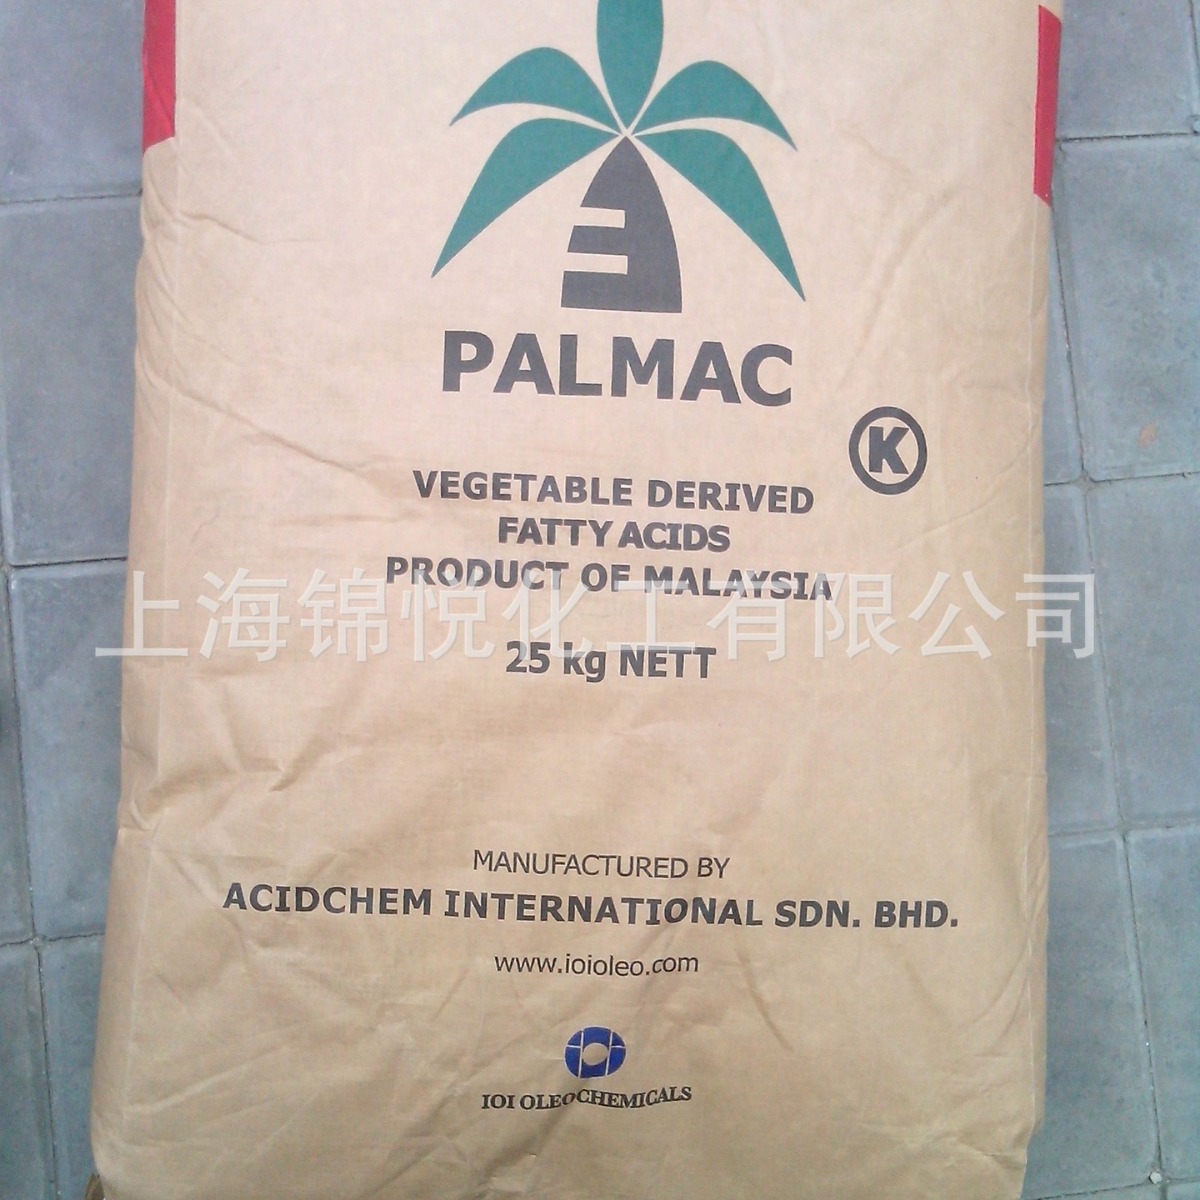 PALMAC
K
VEGETABLE DERIVED
FATTY ACIDS
PRODUCT OF MALAYSIA
上海锦悦化工有限公司
25 kg NETT
MANUFACTURED BY
ACIDCHEM INTERNATIONAL SDN. BHD.
www.ioioleo.com
IOI OLEOCHEMICALS